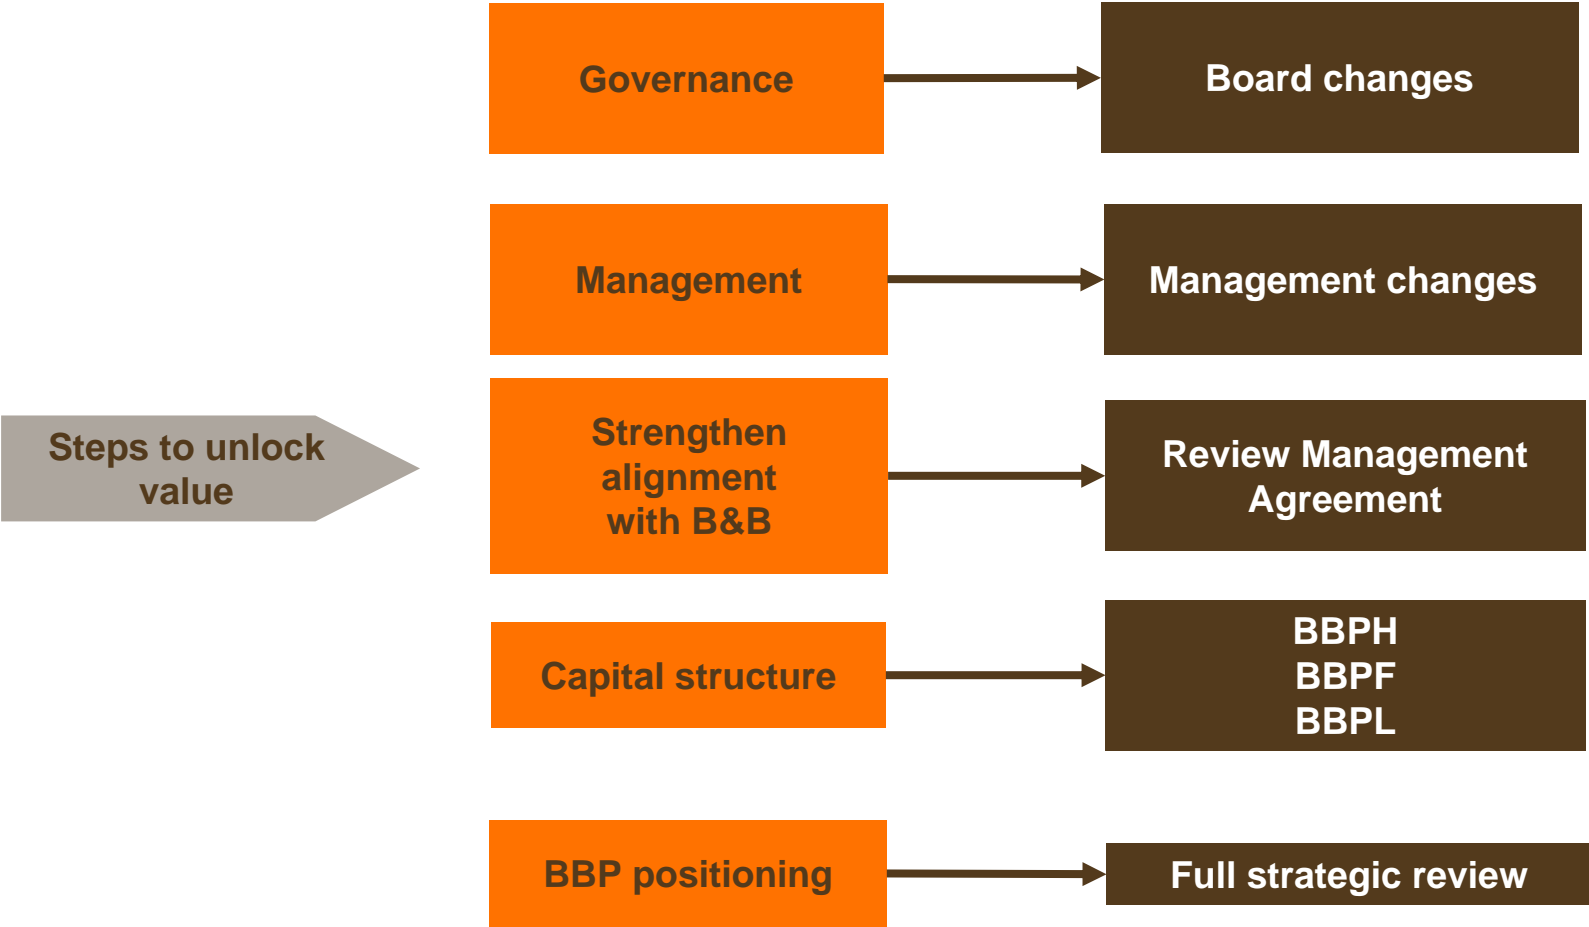 Governance
Board changes
Management
Management changes
Steps to unlock
value
Strengthen
alignment
with B&B
Review Management
Agreement
Capital structure
BBPH
BBPF
BBPL
BBP positioning
Full strategic review